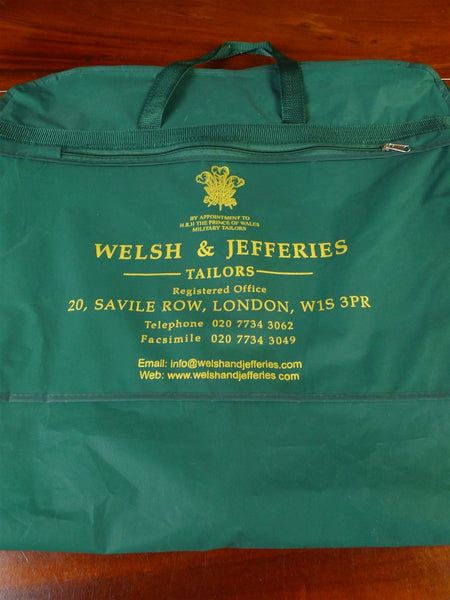 BY APPOINTMENT TO
H.R.H THE PRINCE OF WALES
MILITARY TAILORS
WELSH & JEFFERIES
TAILORS
Registered Office
20, SAVILE ROW, LONDON, W1S 3PR
Telephone 020 7734 3062
Facsimile 020 7734 3049
Email: info@welshandjefferies.com
Web: www.welshandjefferies.com